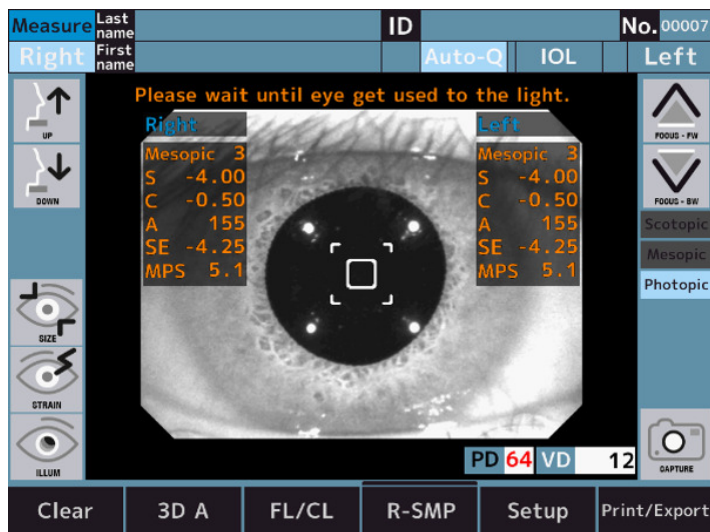 Measure Last name ID No. 00007
Right First name Auto-Q IOL Left
Please wait until eye get used to the light.
UP
DOWN
SIZE
STRAIN
ILLUM
Right
Mesopic 3
S -4.00
C -0.50
A 155
SE -4.25
MPS 5.1
Left
Mesopic 3
S -4.00
C -0.50
A 155
SE -4.25
MPS 5.1
FOCUS - FW
FOCUS - BW
Scotopic
Mesopic
Photopic
CAPTURE
PD 64 VD 12
Clear 3D A FL/CL R-SMP Setup Print/Export